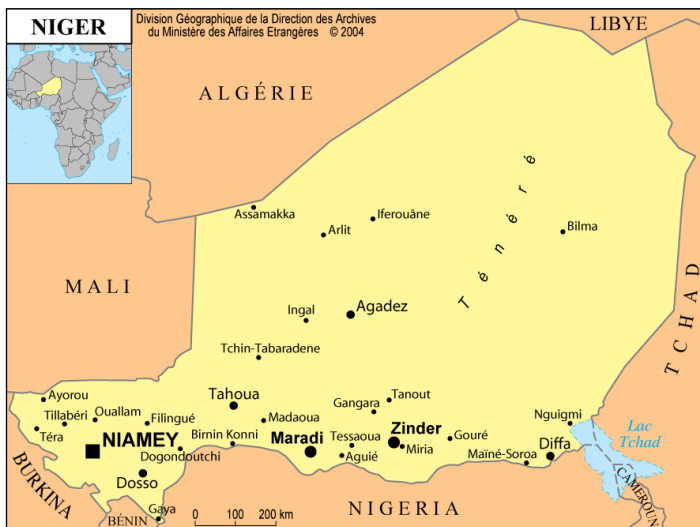 NIGER
Division Géographique de la Direction des Archives
du Ministère des Affaires Etrangères © 2004
LIBYE
ALGÉRIE
Assamakka
Iferouâne
Arlit
Bilma
Ténéré
MALI
TCHAD
Ingal
Agadez
Tchin-Tabaradene
Ayorou
Tahoua
Tanout
Gangara
Tillabéri
Ouallam
Filingué
Madaoua
Nguigmi
Téra
NIAMEY
Birnin Konni
Maradi
Tessaoua
Zinder
Gouré
Lac
Tchad
Dogondoutchi
Aguié
Miria
Maïné-Soroa
Diffa
BURKINA
Dosso
CAMEROUN
Gaya
BÉNIN
0 100 200 km
NIGERIA